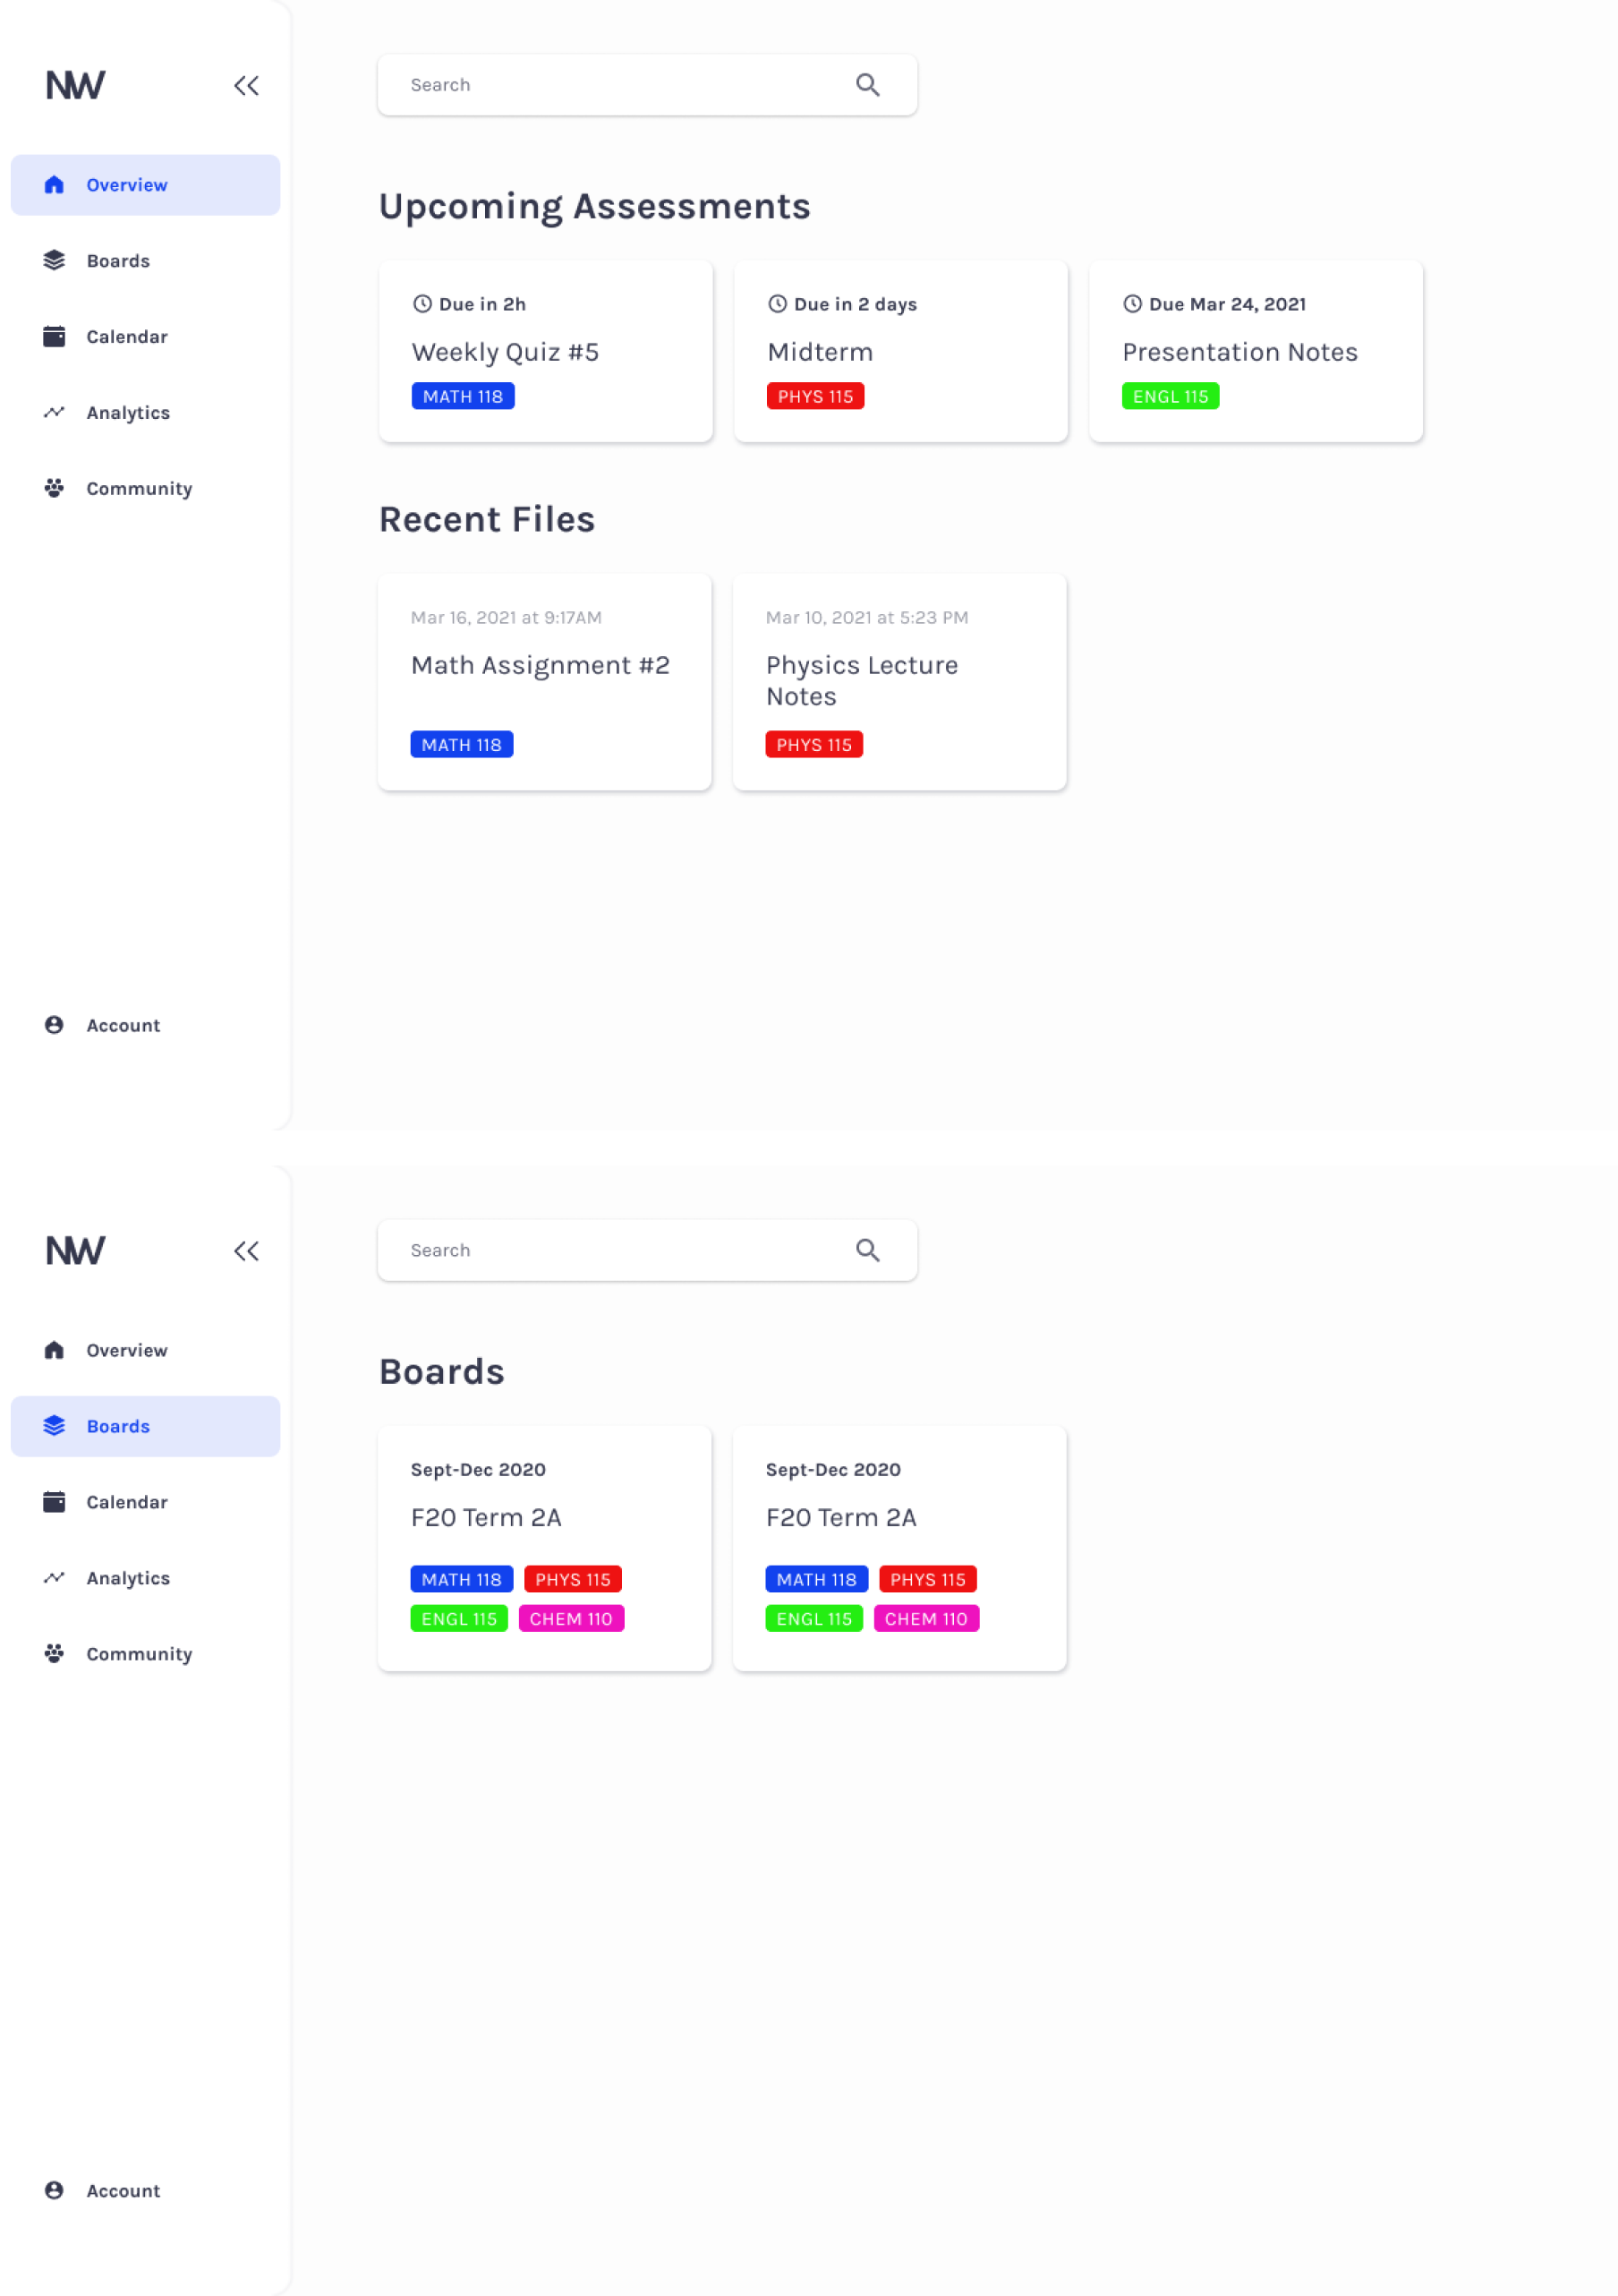 NW
Overview
Boards
Calendar
Analytics
Community
Account
Search
Upcoming Assessments
Due in 2h
Weekly Quiz #5
MATH 118
Due in 2 days
Midterm
PHYS 115
Due Mar 24, 2021
Presentation Notes
ENGL 115
Recent Files
Mar 16, 2021 at 9:17AM
Math Assignment #2
MATH 118
Mar 10, 2021 at 5:23 PM
Physics Lecture
Notes
PHYS 115
NW
Overview
Boards
Calendar
Analytics
Community
Account
Search
Boards
Sept-Dec 2020
F20 Term 2A
MATH 118 PHYS 115
ENGL 115 CHEM 110
Sept-Dec 2020
F20 Term 2A
MATH 118 PHYS 115
ENGL 115 CHEM 110